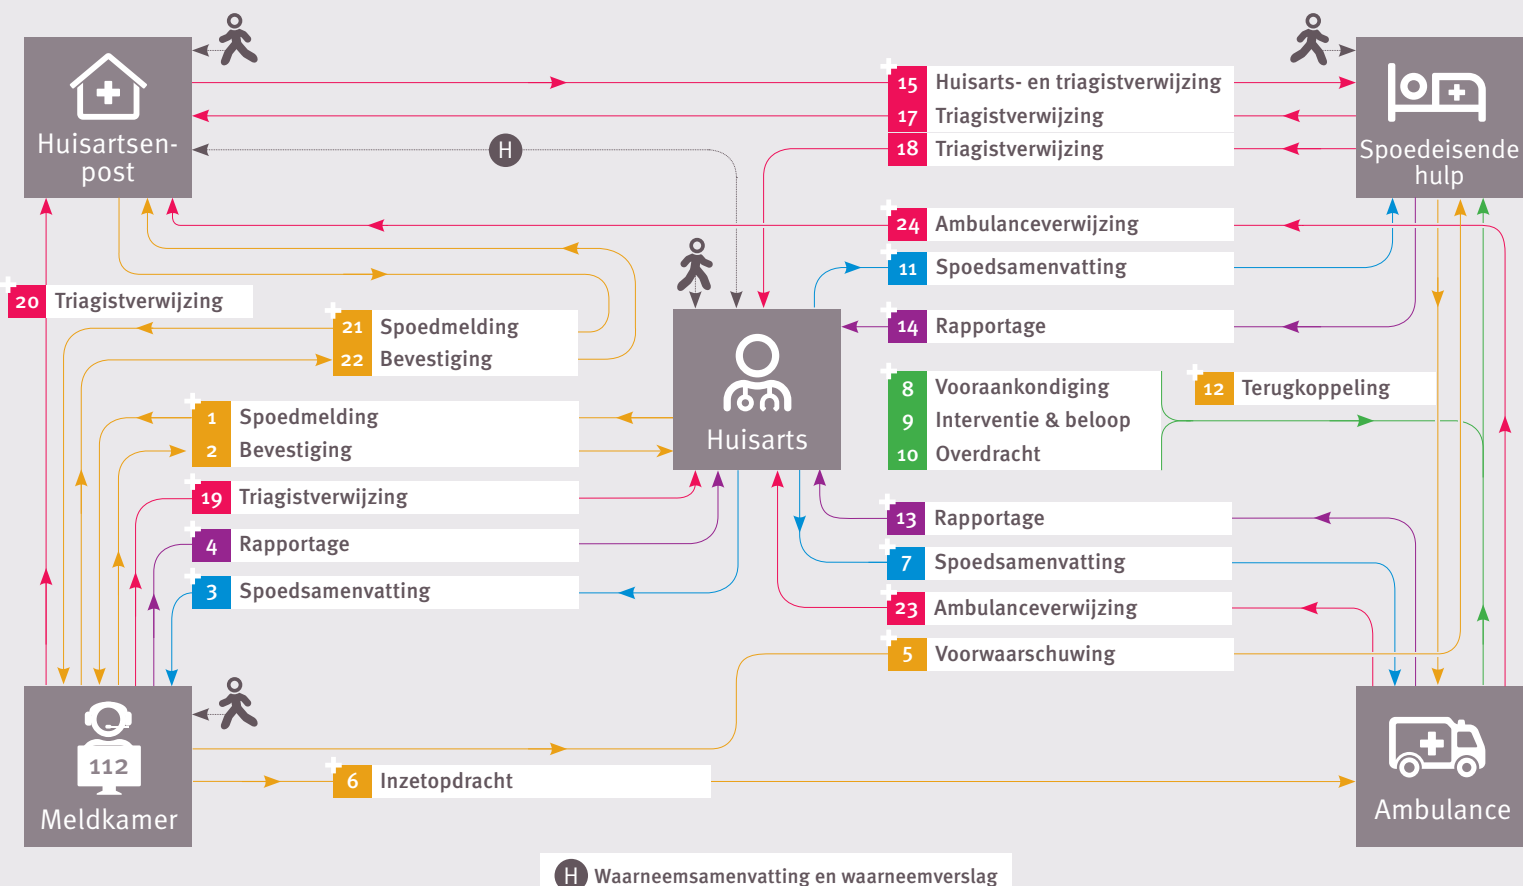 15 Huisarts- en triagistverwijzing
17 Triagistverwijzing
18 Triagistverwijzing
Huisartsen-
post
H
Spoedeisende
hulp
24 Ambulanceverwijzing
11 Spoedsamenvatting
20 Triagistverwijzing
21 Spoedmelding
22 Bevestiging
14 Rapportage
8 Vooraankondiging
9 Interventie & beloop
10 Overdracht
12 Terugkoppeling
Huisarts
1 Spoedmelding
2 Bevestiging
19 Triagistverwijzing
4 Rapportage
3 Spoedsamenvatting
13 Rapportage
7 Spoedsamenvatting
23 Ambulanceverwijzing
5 Voorwaarschuwing
112
Meldkamer
6 Inzetopdracht
Ambulance
H Waarneemsamenvatting en waarneemverslag